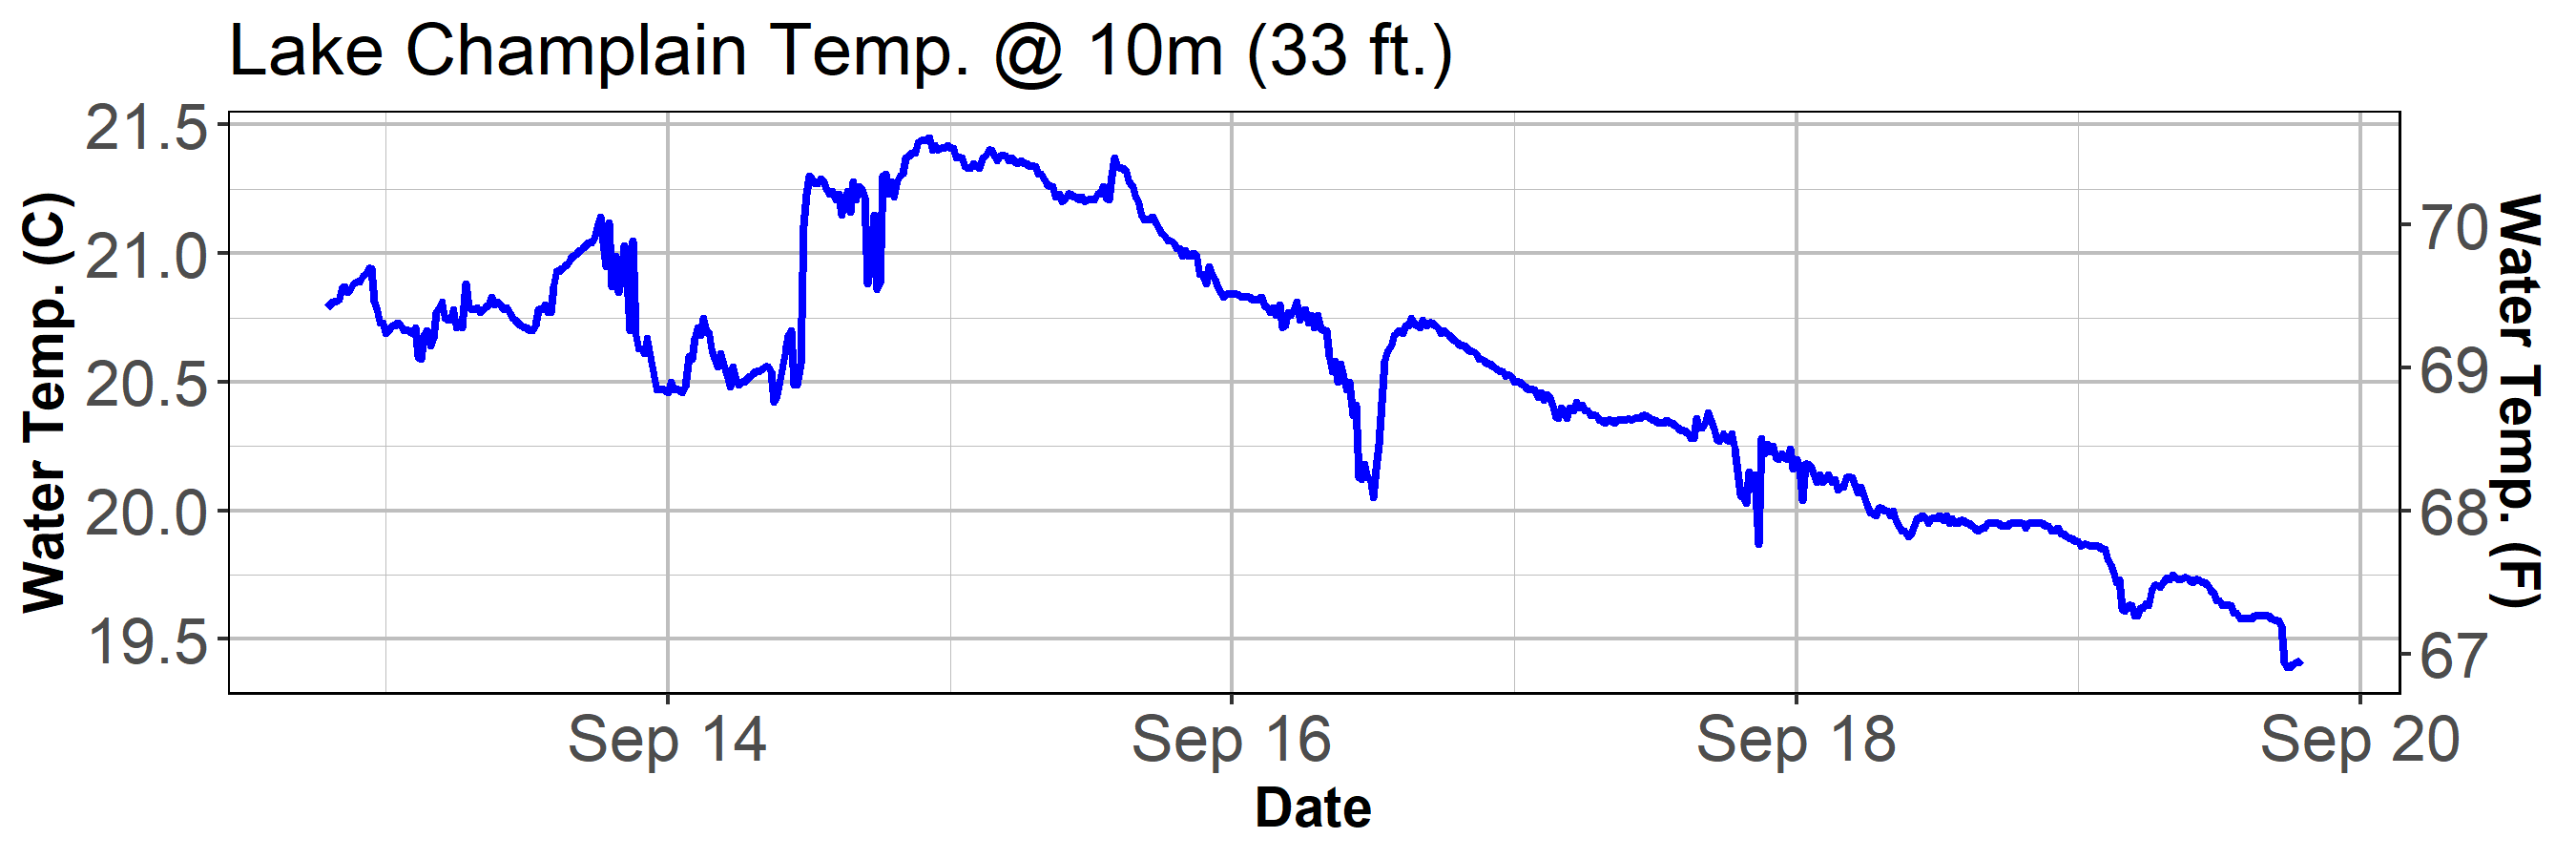 Lake Champlain Temp. @ 10m (33 ft.)
Water Temp. (C)
21.5
21.0
20.5
20.0
19.5
70
69
68
67
Water Temp. (F)
Sep 14 Sep 16 Sep 18 Sep 20
Date